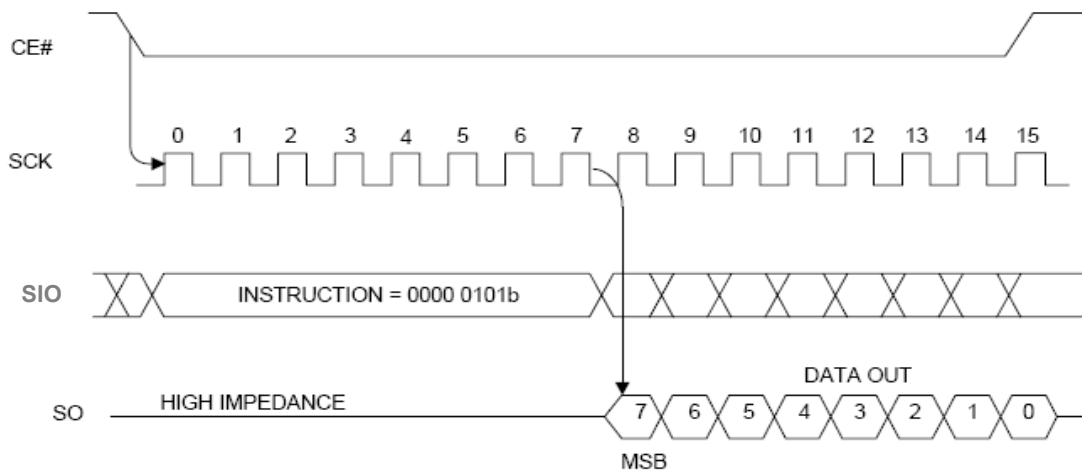 CE#
0 1 2 3 4 5 6 7 8 9 10 11 12 13 14 15
SCK
SIO INSTRUCTION = 0000 0101b
DATA OUT
SO HIGH IMPEDANCE 7 6 5 4 3 2 1 0
MSB